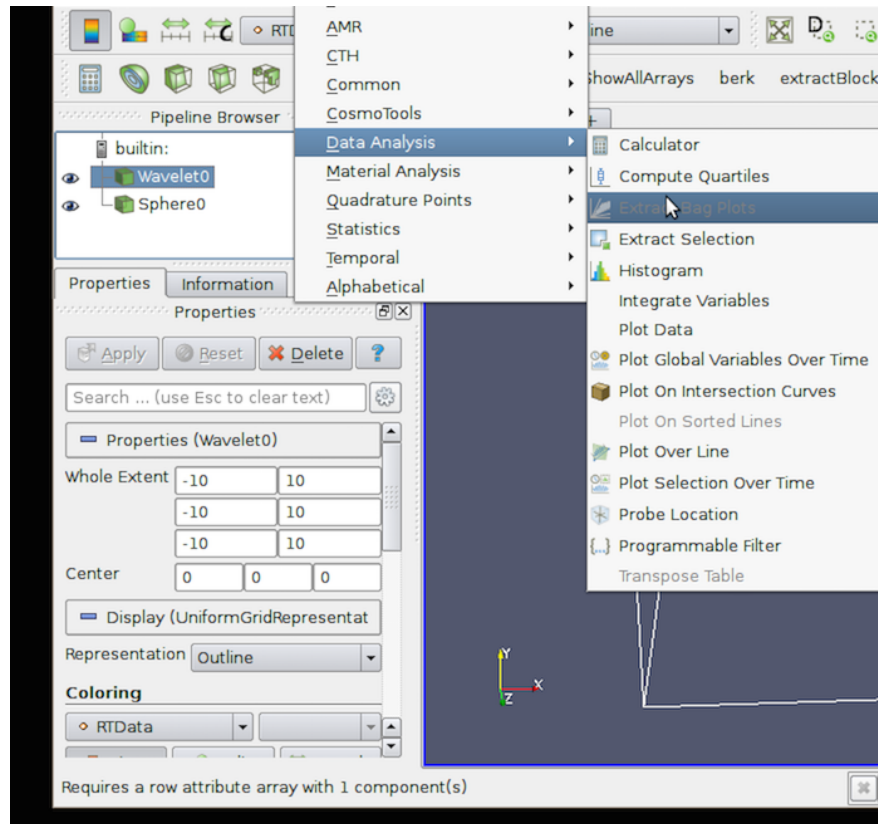 AMR
RTD
ine
CTH
Common
ShowAllArrays berk extractBlock
CosmoTools
Pipeline Browser
Data Analysis
builtin:
Calculator
Wavelet0
Material Analysis
Compute Quartiles
Sphere0
Quadrature Points
Extract Bag Plots
Statistics
Extract Selection
Temporal
Histogram
Properties Information
Alphabetical
Integrate Variables
Properties
Plot Data
Apply Reset Delete ?
Plot Global Variables Over Time
Search ... (use Esc to clear text)
Plot On Intersection Curves
Plot On Sorted Lines
Properties (Wavelet0)
Plot Over Line
Whole Extent -10 10
Plot Selection Over Time
-10 10
Probe Location
-10 10
{...} Programmable Filter
Center 0 0 0
Transpose Table
Display (UniformGridRepresentat
Representation Outline
Y
X
Z
Coloring
RTData
Requires a row attribute array with 1 component(s)